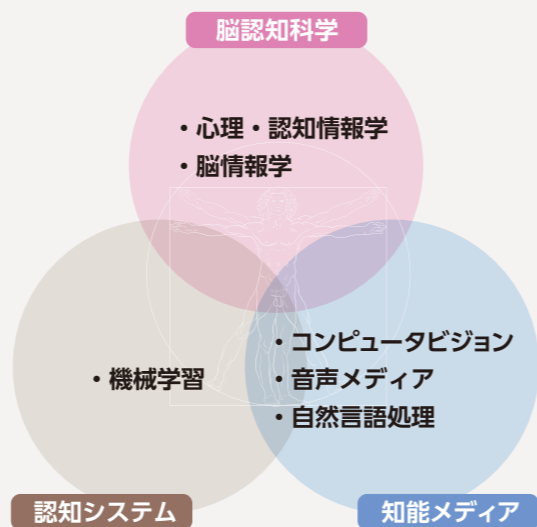 脳認知科学
・心理・認知情報学
・脳情報学
・コンピュータビジョン
・機械学習
・音声メディア
・自然言語処理
認知システム
知能メディア